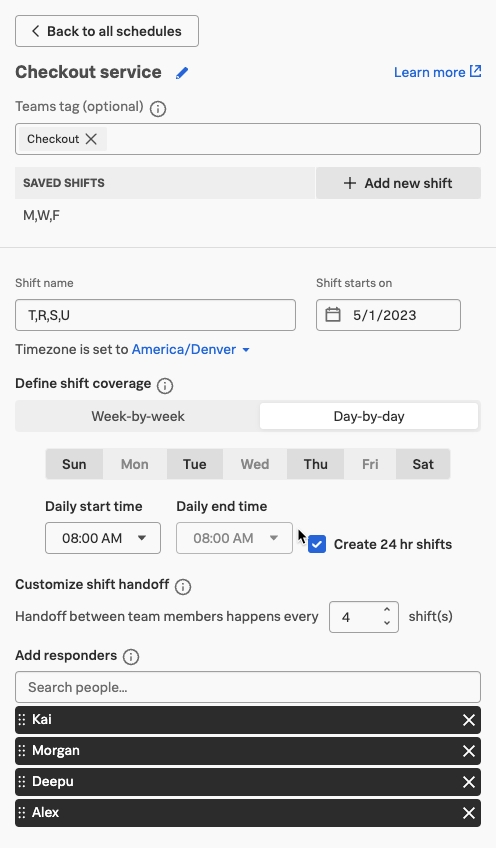 Back to all schedules
Checkout service
Learn more
Teams tag (optional)
Checkout
SAVED SHIFTS
Add new shift
M,W,F
Shift name
Shift starts on
T,R,S,U
5/1/2023
Timezone is set to America/Denver
Define shift coverage
Week-by-week
Day-by-day
Sun Mon Tue Wed Thu Fri Sat
Daily start time
Daily end time
08:00 AM
08:00 AM
Create 24 hr shifts
Customize shift handoff
Handoff between team members happens every 4 shift(s)
Add responders
Search people...
Kai
Morgan
Deepu
Alex